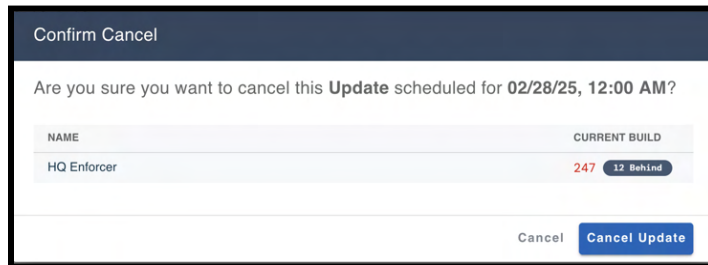 Confirm Cancel
Are you sure you want to cancel this Update scheduled for 02/28/25, 12:00 AM?
NAME CURRENT BUILD
HQ Enforcer 247 12 Behind
Cancel Cancel Update